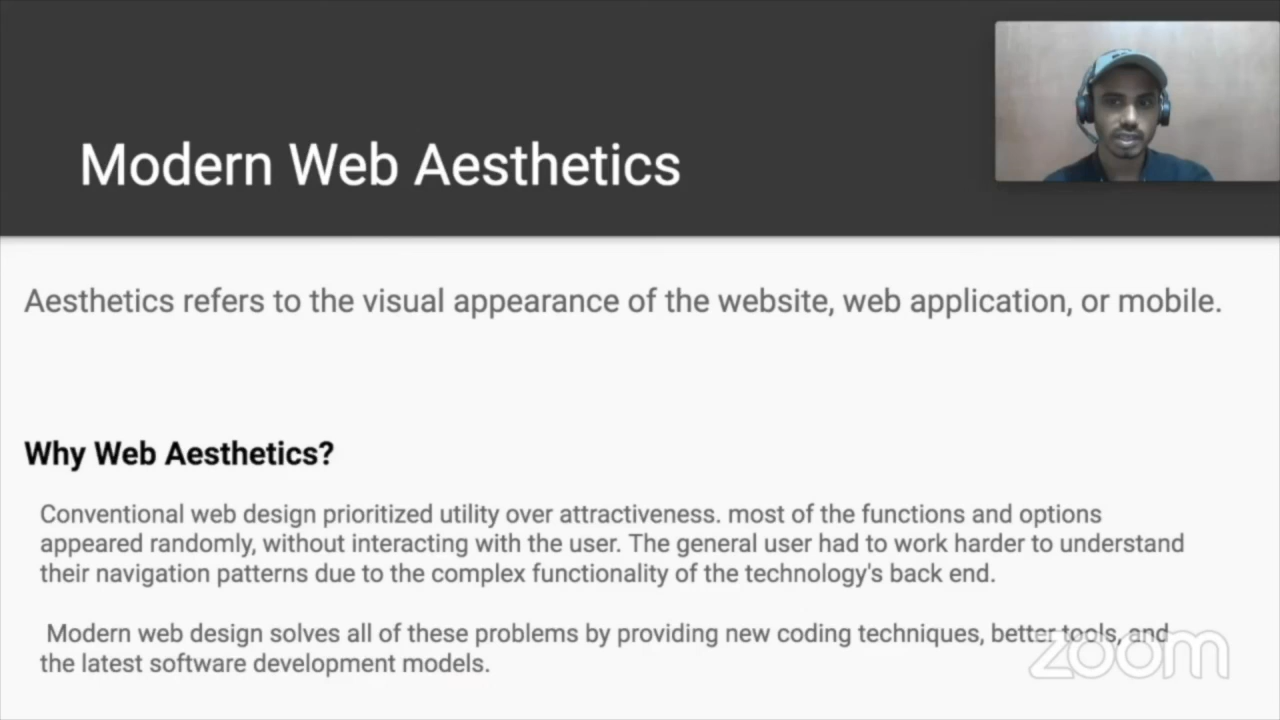 Modern Web Aesthetics
Aesthetics refers to the visual appearance of the website, web application, or mobile.
Why Web Aesthetics?
Conventional web design prioritized utility over attractiveness. most of the functions and options
appeared randomly, without interacting with the user. The general user had to work harder to understand
their navigation patterns due to the complex functionality of the technology's back end.
Modern web design solves all of these problems by providing new coding techniques, better tools, and
the latest software development models.
zoom